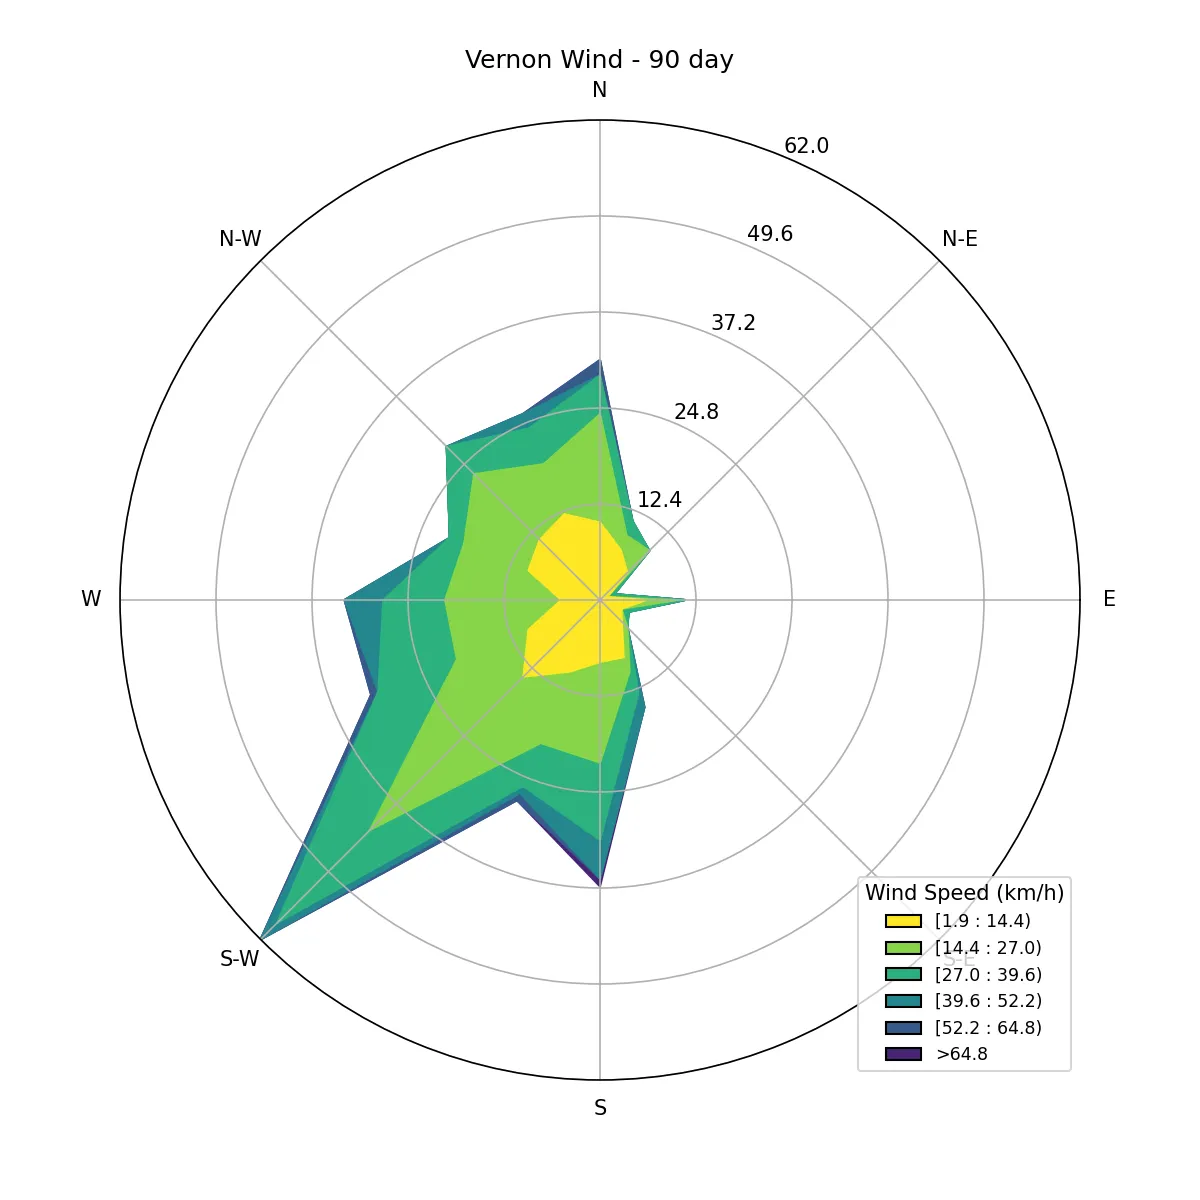 Vernon Wind - 90 day
N
62.0
N-W
N-E
49.6
37.2
24.8
12.4
W
E
S-W
S-E
S
Wind Speed (km/h)
[1.9 : 14.4)
[14.4 : 27.0)
[27.0 : 39.6)
[39.6 : 52.2)
[52.2 : 64.8)
>64.8